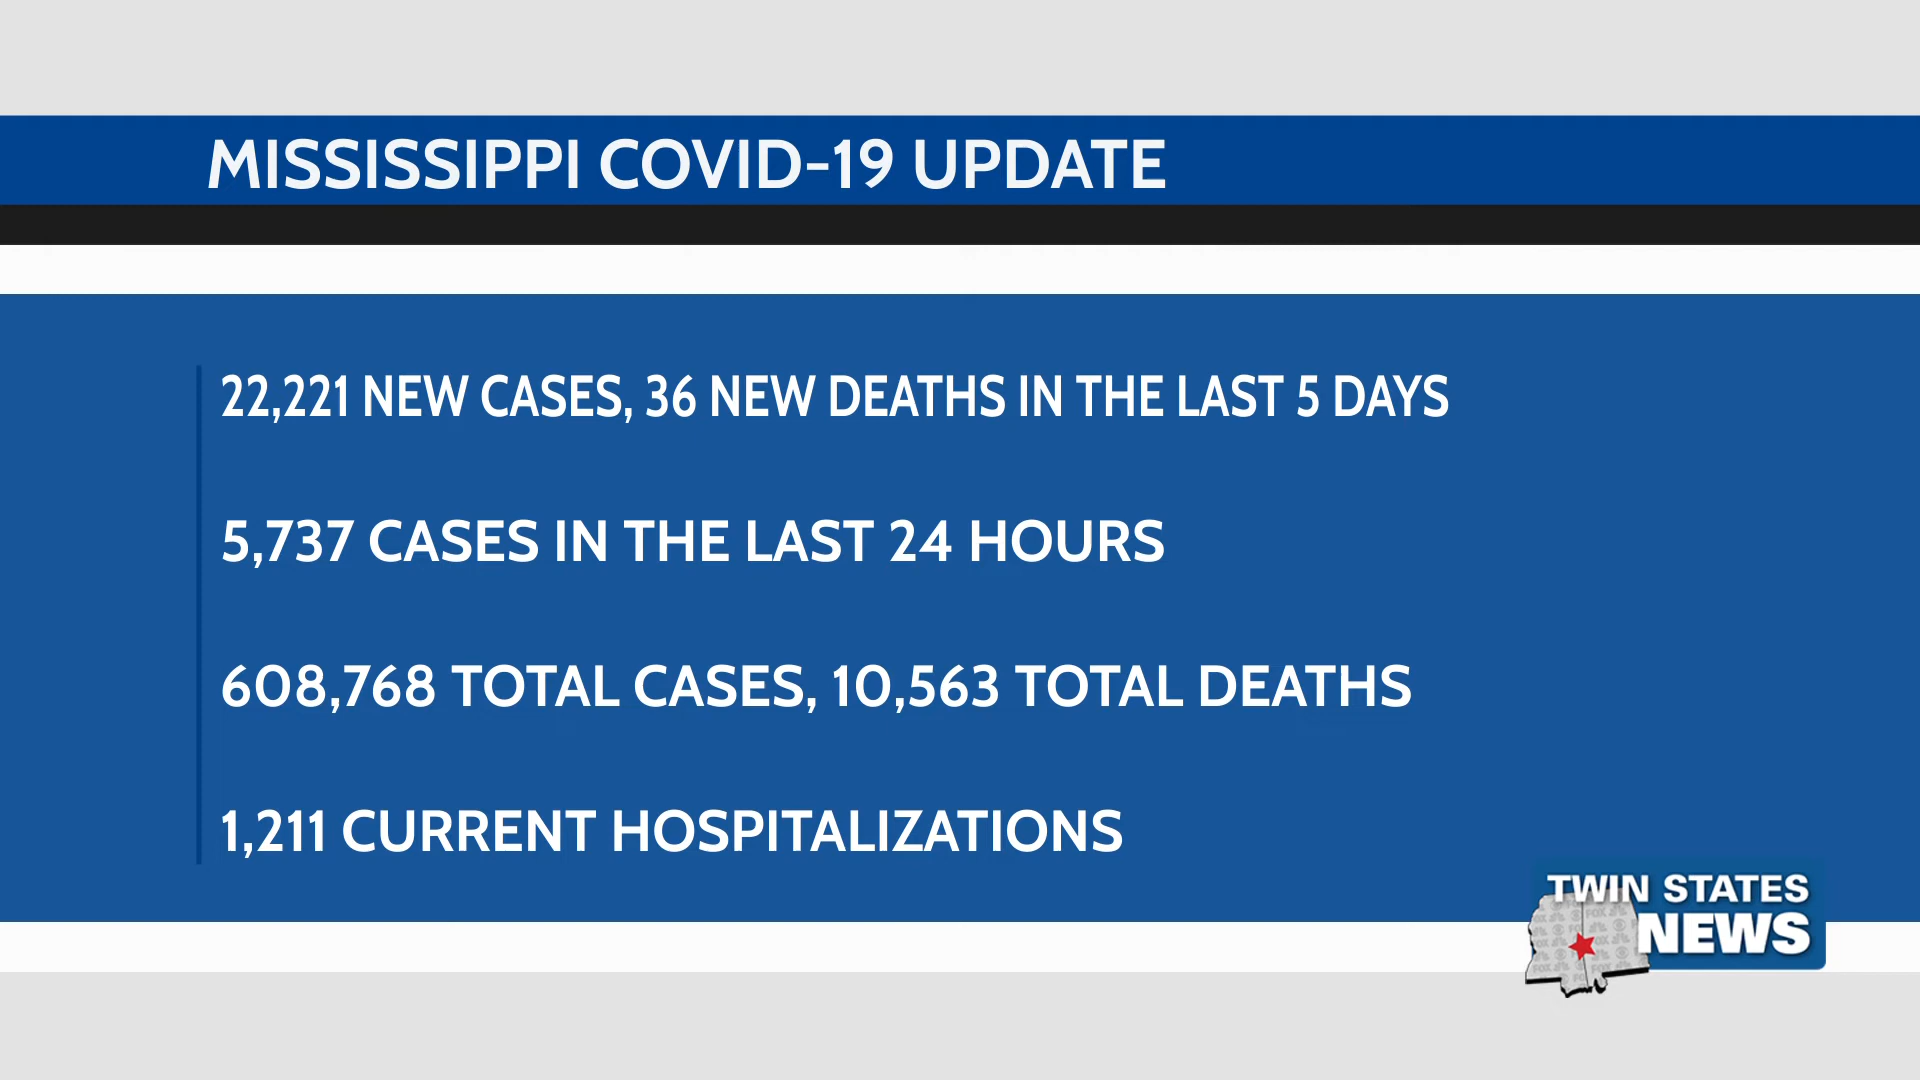 MISSISSIPPI COVID-19 UPDATE
22,221 NEW CASES, 36 NEW DEATHS IN THE LAST 5 DAYS
5,737 CASES IN THE LAST 24 HOURS
608,768 TOTAL CASES, 10,563 TOTAL DEATHS
1,211 CURRENT HOSPITALIZATIONS
TWIN STATES
NEWS